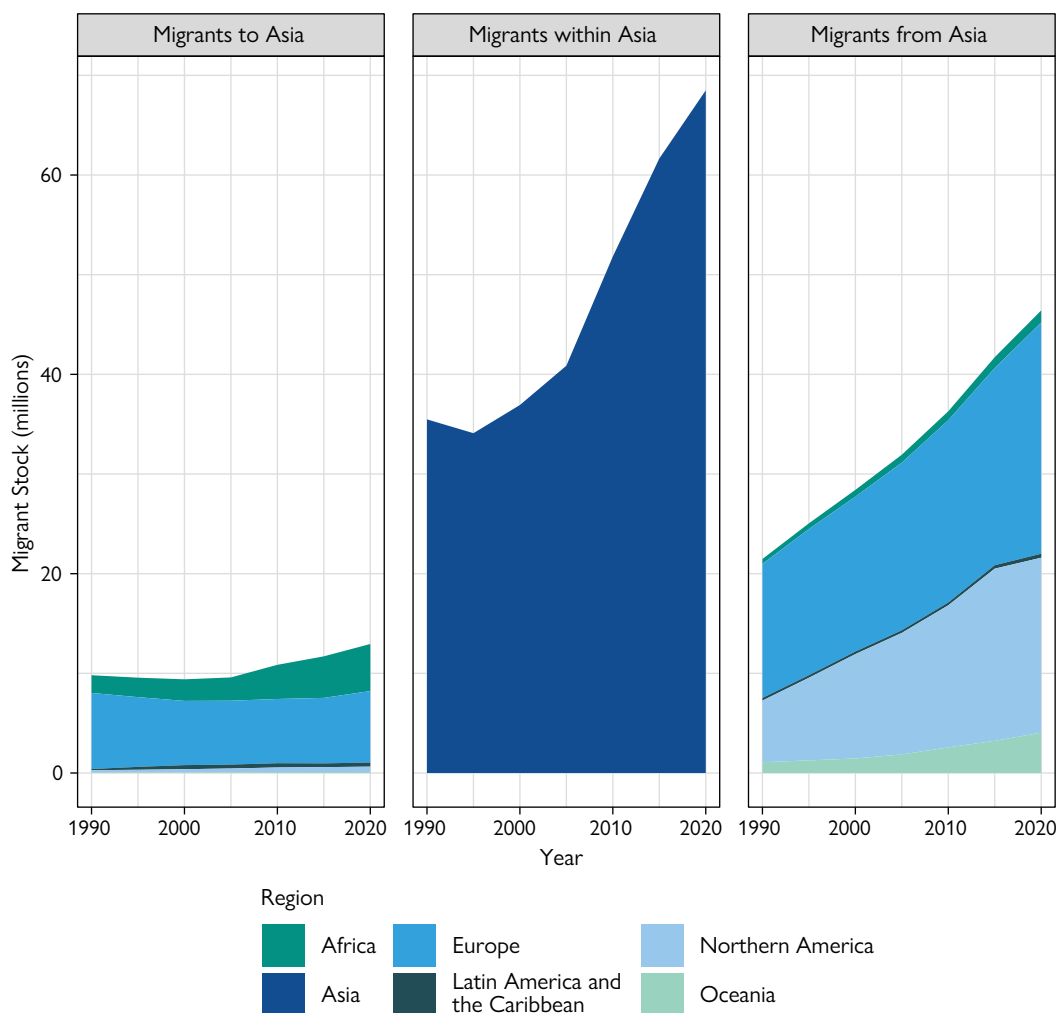 Migrants to Asia
Migrants within Asia
Migrants from Asia
Migrant Stock (millions)
60
40
20
0
1990 2000 2010 2020
1990 2000 2010 2020
1990 2000 2010 2020
Year
Region
Africa
Europe
Northern America
Asia
Latin America and
the Caribbean
Oceania